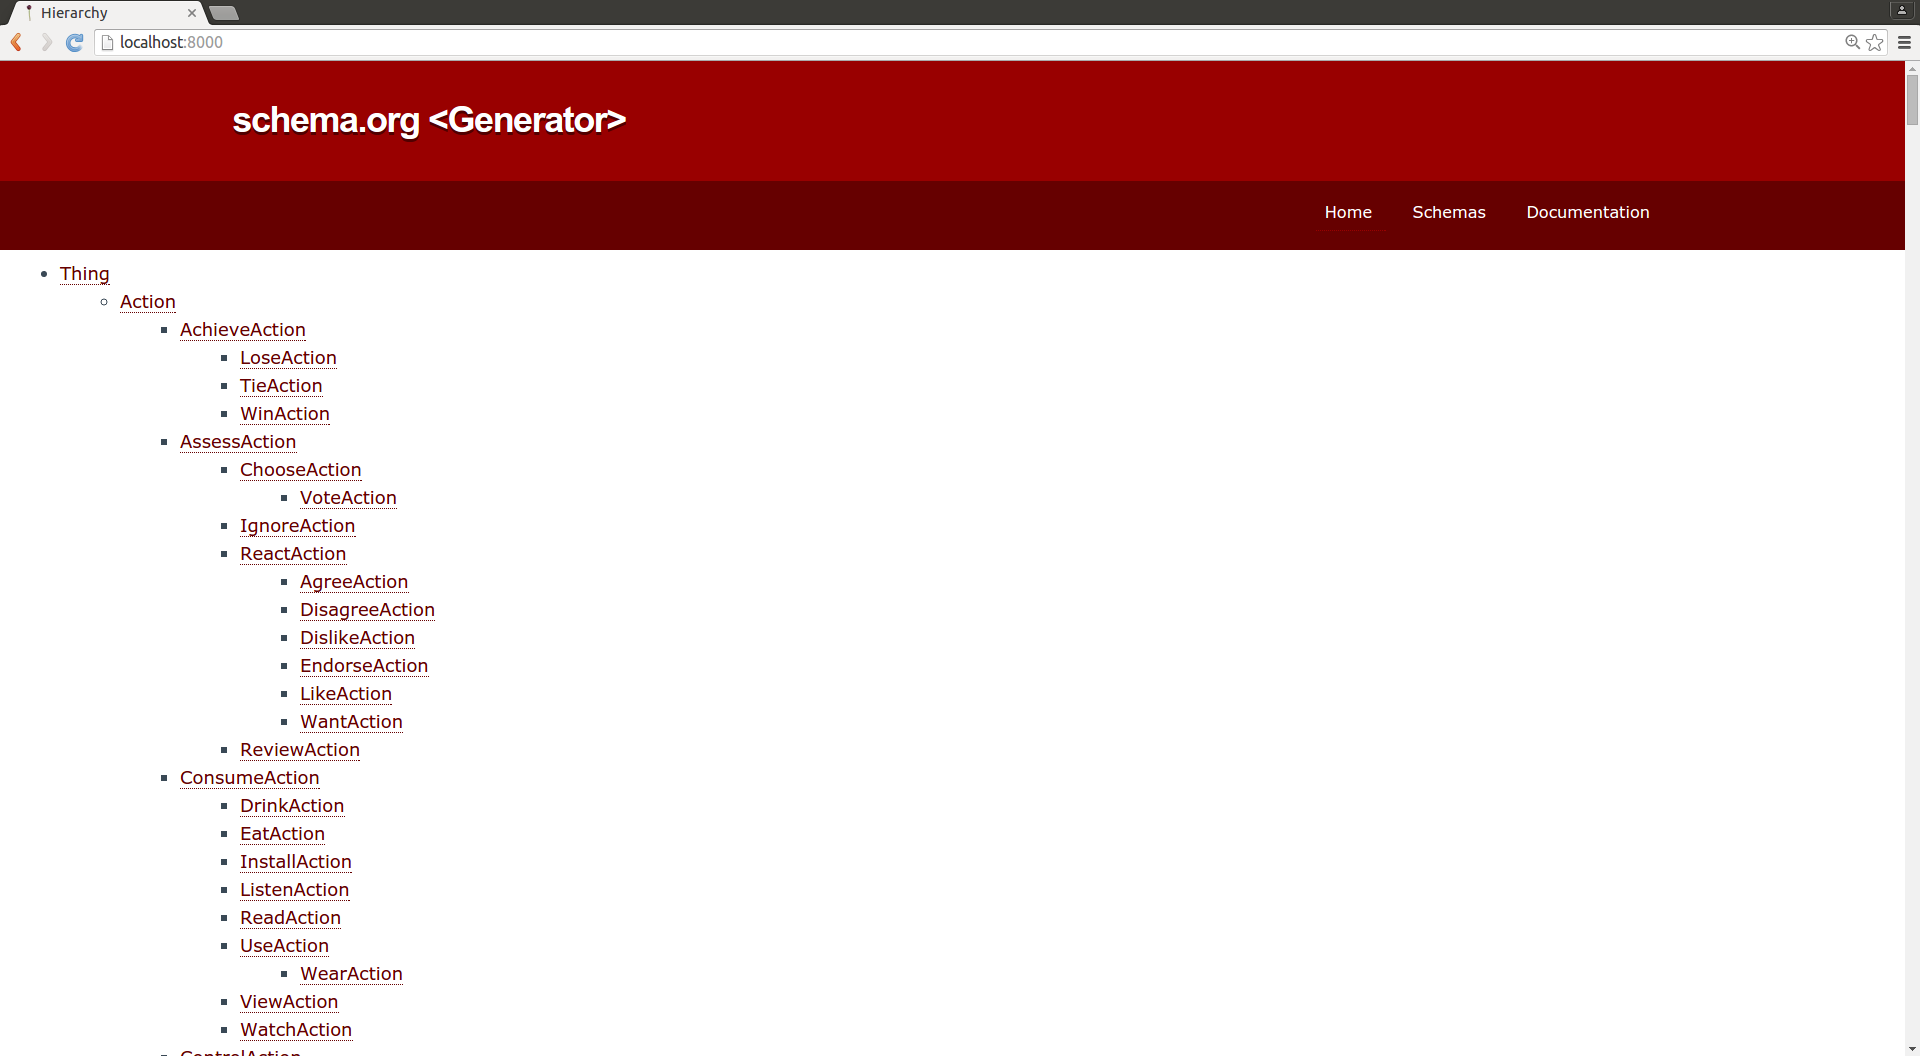 Hierarchy
localhost:8000
schema.org <Generator>
Home Schemas Documentation
Thing
Action
AchieveAction
LoseAction
TieAction
WinAction
AssessAction
ChooseAction
VoteAction
IgnoreAction
ReactAction
AgreeAction
DisagreeAction
DislikeAction
EndorseAction
LikeAction
WantAction
ReviewAction
ConsumeAction
DrinkAction
EatAction
InstallAction
ListenAction
ReadAction
UseAction
WearAction
ViewAction
WatchAction
ControlAction